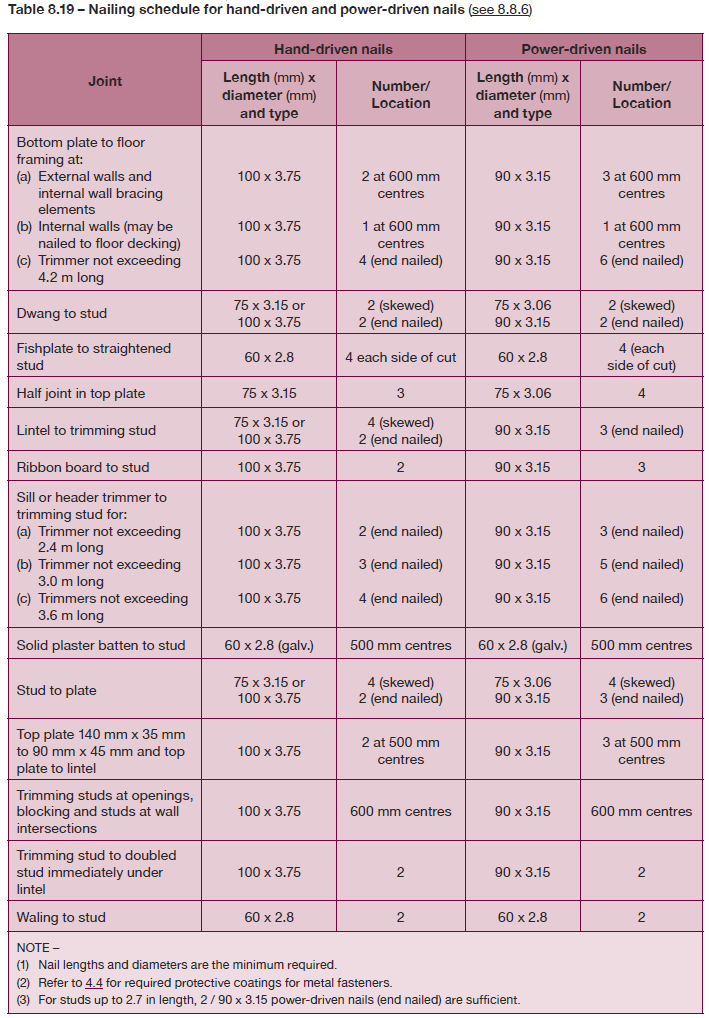 Table 8.19 – Nailing schedule for hand-driven and power-driven nails (see 8.8.6)
Joint
Hand-driven nails
Power-driven nails
Length (mm) x
diameter (mm)
and type
Number/
Location
Length (mm) x
diameter (mm)
and type
Number/
Location
Bottom plate to floor
framing at:
(a) External walls and
internal wall bracing
elements
100 x 3.75
2 at 600 mm
centres
90 x 3.15
3 at 600 mm
centres
(b) Internal walls (may be
nailed to floor decking)
100 x 3.75
1 at 600 mm
centres
90 x 3.15
1 at 600 mm
centres
(c) Trimmer not exceeding
4.2 m long
100 x 3.75
4 (end nailed)
90 x 3.15
6 (end nailed)
Dwang to stud
75 x 3.15 or
100 x 3.75
2 (skewed)
2 (end nailed)
75 x 3.06
90 x 3.15
2 (skewed)
2 (end nailed)
Fishplate to straightened
stud
60 x 2.8
4 each side of cut
60 x 2.8
4 (each
side of cut)
Half joint in top plate
75 x 3.15
3
75 x 3.06
4
Lintel to trimming stud
75 x 3.15 or
100 x 3.75
4 (skewed)
2 (end nailed)
90 x 3.15
3 (end nailed)
Ribbon board to stud
100 x 3.75
2
90 x 3.15
3
Sill or header trimmer to
trimming stud for:
(a) Trimmer not exceeding
2.4 m long
100 x 3.75
2 (end nailed)
90 x 3.15
3 (end nailed)
(b) Trimmer not exceeding
3.0 m long
100 x 3.75
3 (end nailed)
90 x 3.15
5 (end nailed)
(c) Trimmers not exceeding
3.6 m long
100 x 3.75
4 (end nailed)
90 x 3.15
6 (end nailed)
Solid plaster batten to stud
60 x 2.8 (galv.)
500 mm centres
60 x 2.8 (galv.)
500 mm centres
Stud to plate
75 x 3.15 or
100 x 3.75
4 (skewed)
2 (end nailed)
75 x 3.06
90 x 3.15
4 (skewed)
3 (end nailed)
Top plate 140 mm x 35 mm
to 90 mm x 45 mm and top
plate to lintel
100 x 3.75
2 at 500 mm
centres
90 x 3.15
3 at 500 mm
centres
Trimming studs at openings,
blocking and studs at wall
intersections
100 x 3.75
600 mm centres
90 x 3.15
600 mm centres
Trimming stud to doubled
stud immediately under
lintel
100 x 3.75
2
90 x 3.15
2
Waling to stud
60 x 2.8
2
60 x 2.8
2
NOTE –
(1) Nail lengths and diameters are the minimum required.
(2) Refer to 4.4 for required protective coatings for metal fasteners.
(3) For studs up to 2.7 in length, 2 / 90 x 3.15 power-driven nails (end nailed) are sufficient.